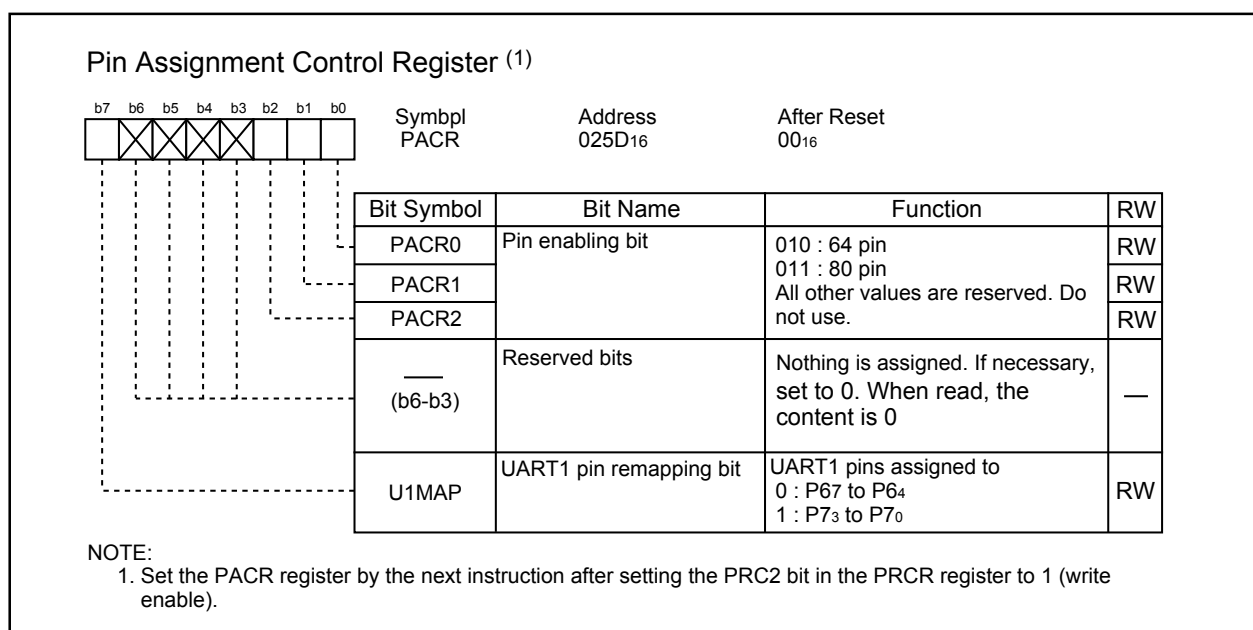 Pin Assignment Control Register (1)
b7 b6 b5 b4 b3 b2 b1 b0
Symbpl Address After Reset
PACR 025D16 0016
Bit Symbol Bit Name Function RW
PACR0 Pin enabling bit 010 : 64 pin RW
011 : 80 pin
PACR1 All other values are reserved. Do RW
PACR2 not use. RW
Reserved bits Nothing is assigned. If necessary,
— set to 0. When read, the —
(b6-b3) content is 0
UART1 pin remapping bit UART1 pins assigned to
U1MAP 0 : P67 to P64 RW
1 : P73 to P70
NOTE:
1. Set the PACR register by the next instruction after setting the PRC2 bit in the PRCR register to 1 (write
enable).